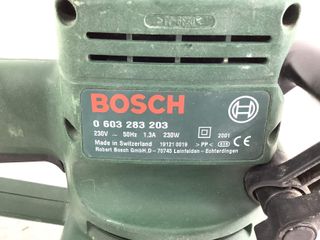 BOSCH
0 603 283 203
230V ~ 50Hz 1,3A 230W 2001
Made in Switzerland 19121 0019 >PP< CE
Robert Bosch GmbH, D - 70745 Leinfelden - Echterdingen